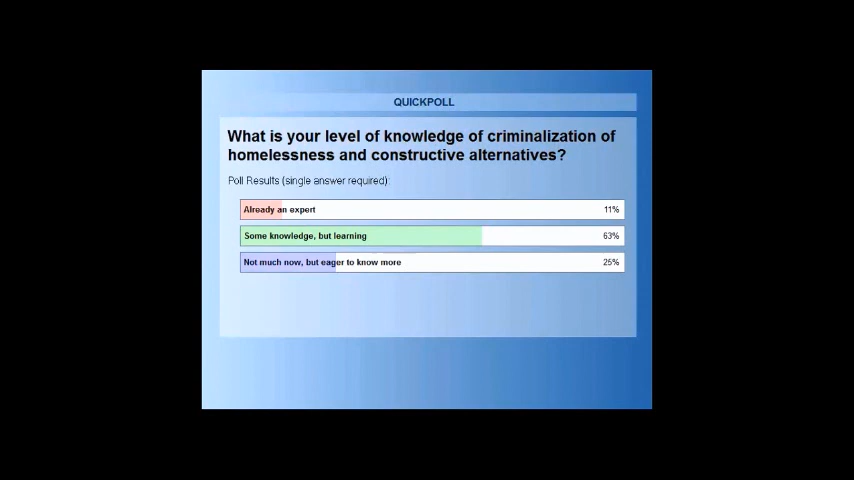 QUICKPOLL
What is your level of knowledge of criminalization of
homelessness and constructive alternatives?
Poll Results (single answer required):
Already an expert 11%
Some knowledge, but learning 63%
Not much now, but eager to know more 25%